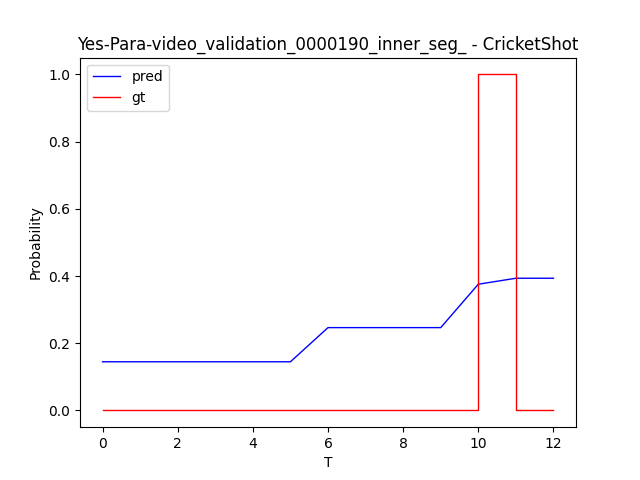 Yes-Para-video_validation_0000190_inner_seg_ - CricketShot
pred
gt
1.0
0.8
0.6
0.4
0.2
0.0
Probability
0 2 4 6 8 10 12
T